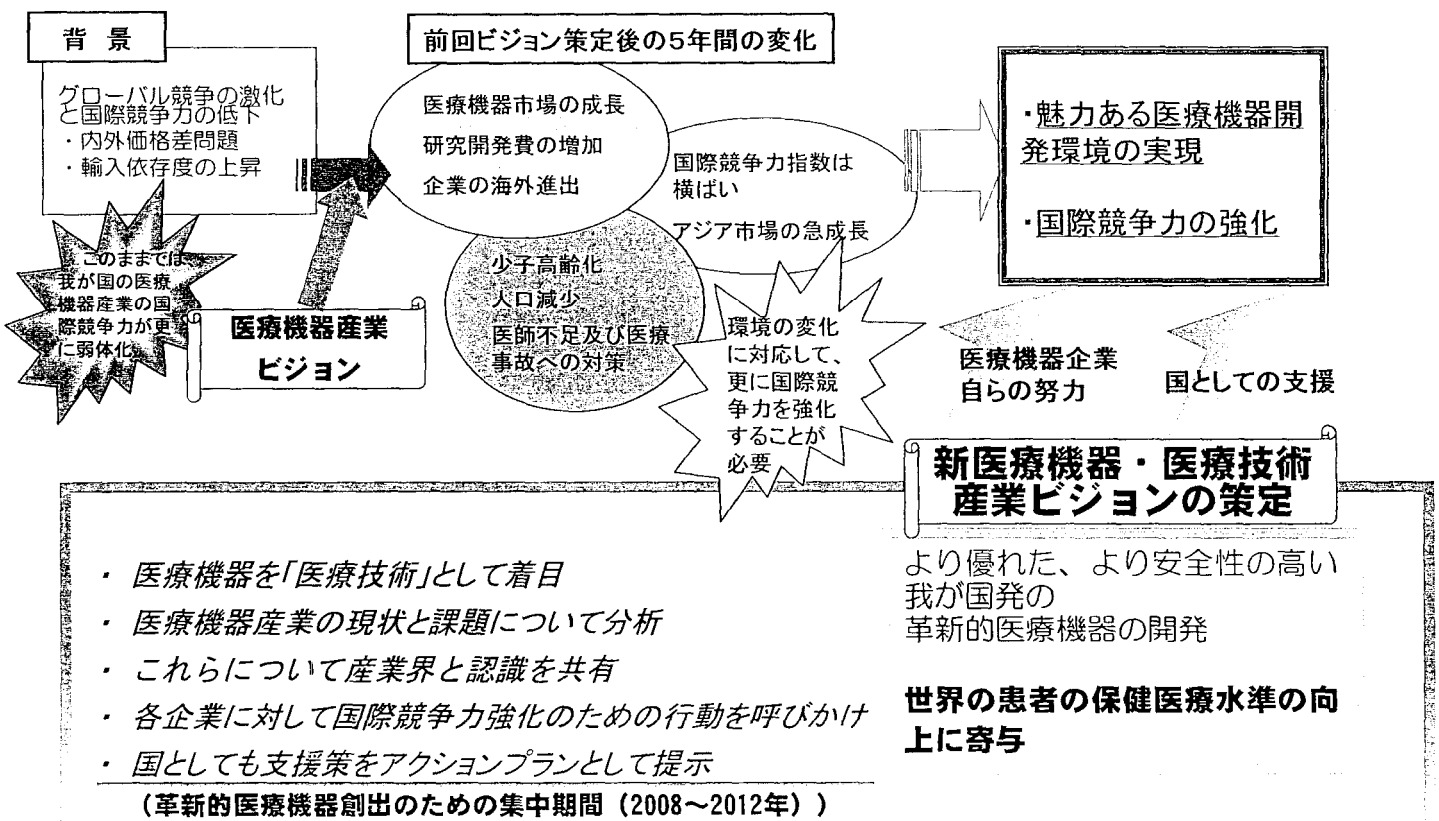 背 景
グローバル競争の激化
と国際競争力の低下
・内外価格差問題
・輸入依存度の上昇
このままでは
我が国の医療
機器産業の国
際競争力が更
に弱体化
医療機器産業
ビジョン
前回ビジョン策定後の5年間の変化
医療機器市場の成長
研究開発費の増加
企業の海外進出
国際競争力指数は
横ばい
アジア市場の急成長
少子高齢化
人口減少
医師不足及び医療
事故への対策
環境の変化
に対応して、
更に国際競
争力を強化
することが
必要
・魅力ある医療機器開
発環境の実現
・国際競争力の強化
医療機器企業
自らの努力
国としての支援
新医療機器・医療技術
産業ビジョンの策定
・ 医療機器を「医療技術」として着目
・ 医療機器産業の現状と課題について分析
・ これらについて産業界と認識を共有
・ 各企業に対して国際競争力強化のための行動を呼びかけ
・ 国としても支援策をアクションプランとして提示
(革新的医療機器創出のための集中期間（2008～2012年）)
より優れた、より安全性の高い
我が国発の
革新的医療機器の開発
世界の患者の保健医療水準の向
上に寄与